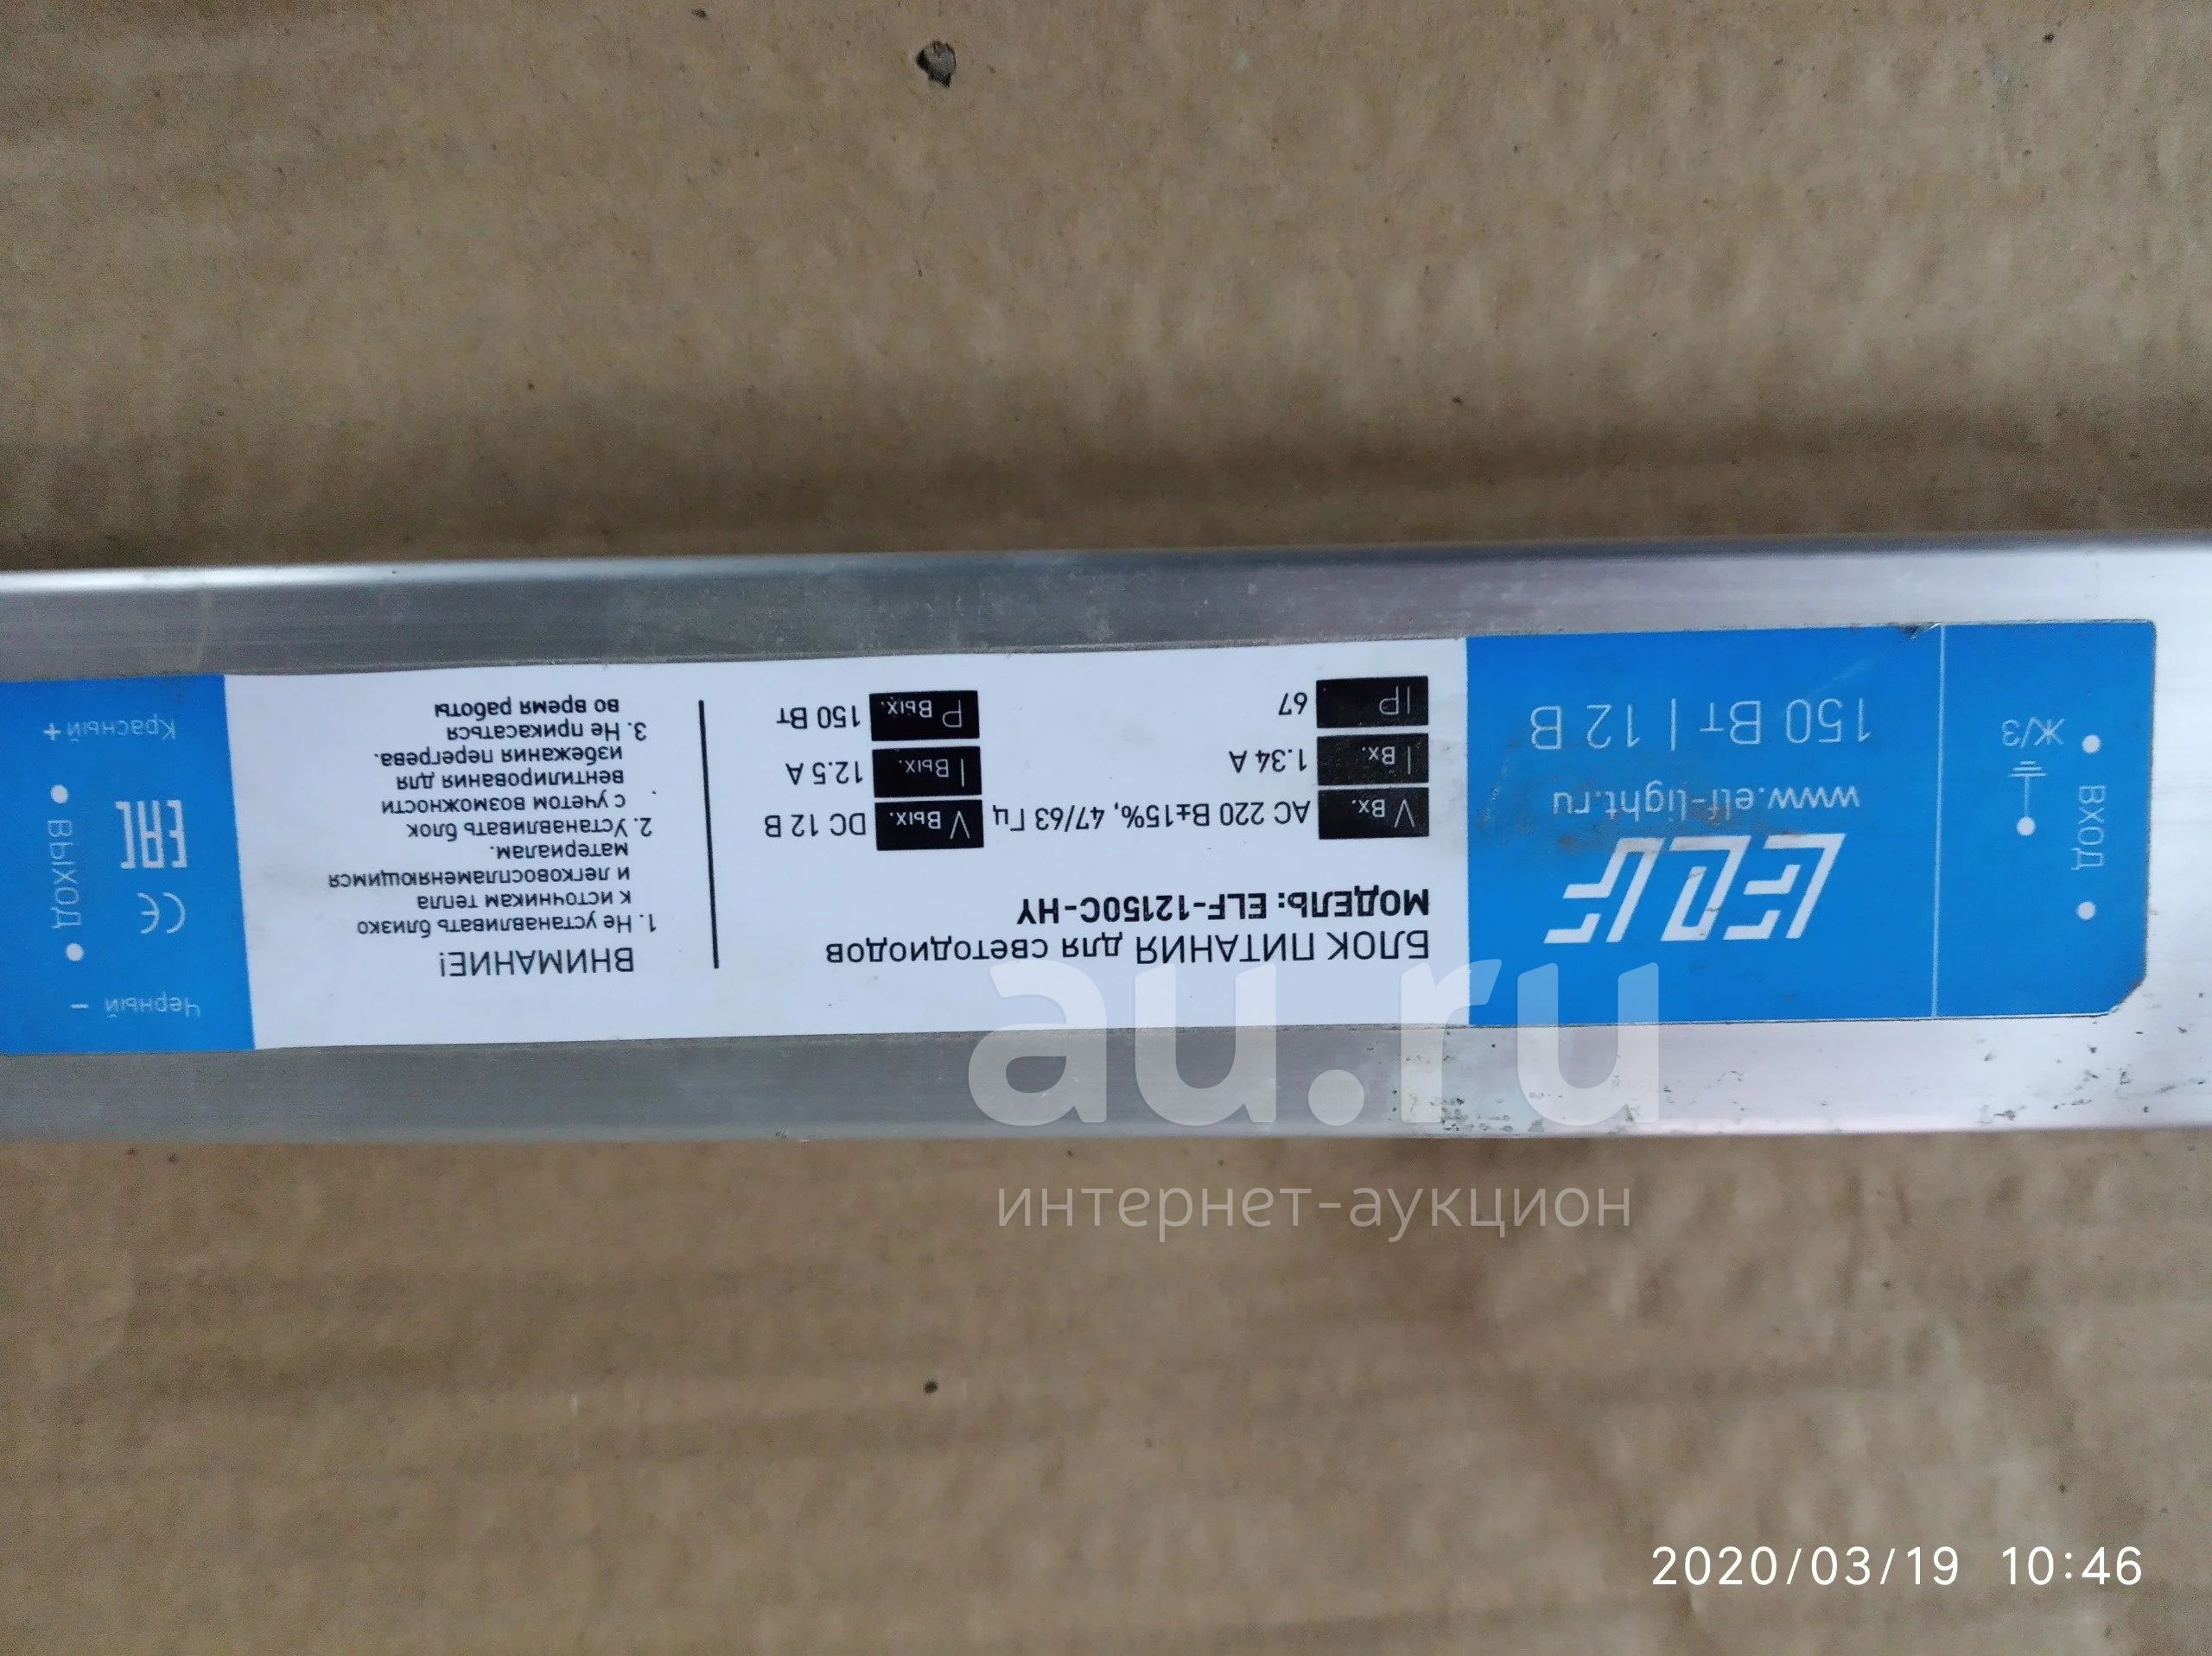 • ВХОД •
Ж/З
ELF
www.elf-light.ru
150 Вт | 12 В
БЛОК ПИТАНИЯ для светодиодов
МОДЕЛЬ: ELF-12150C-HY
V Вх. AC 220 В±15%, 47/63 Гц
I Вх. 1.34 А
IP 67
V Вых. DC 12 В
I Вых. 12.5 А
P Вых. 150 Вт
ВНИМАНИЕ!
1. Не устанавливать близко
к источникам тепла
и легковоспламеняющимся
материалам.
2. Устанавливать блок
с учетом возможности
вентилирования для
избежания перегрева.
3. Не прикасаться
во время работы
Черный −
CE EAC
• ВЫХОД •
Красный +
au.ru
интернет-аукцион
2020/03/19 10:46